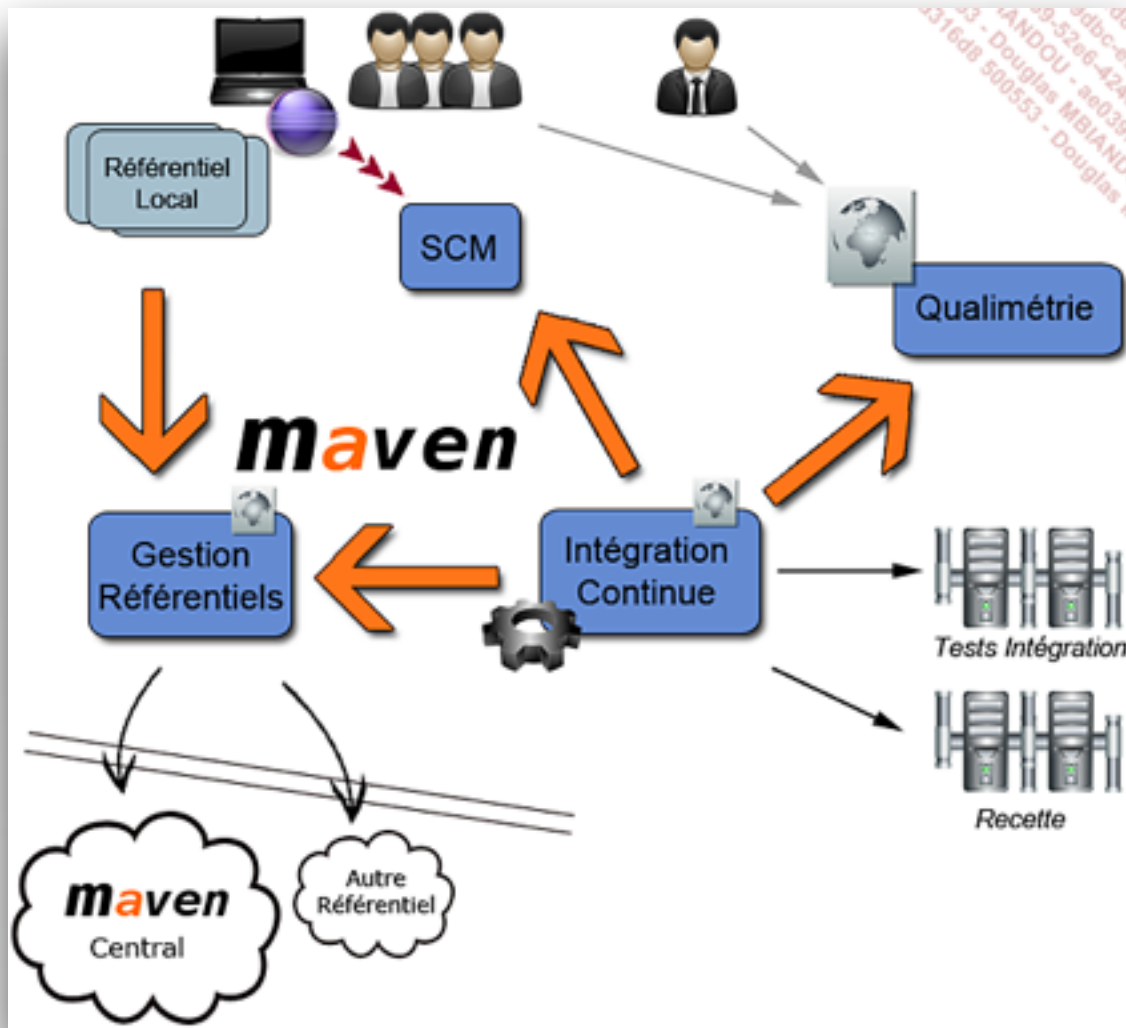 Référentiel
Local
SCM
Qualimétrie
maven
Gestion
Référentiels
Intégration
Continue
Tests Intégration
Recette
maven
Central
Autre
Référentiel